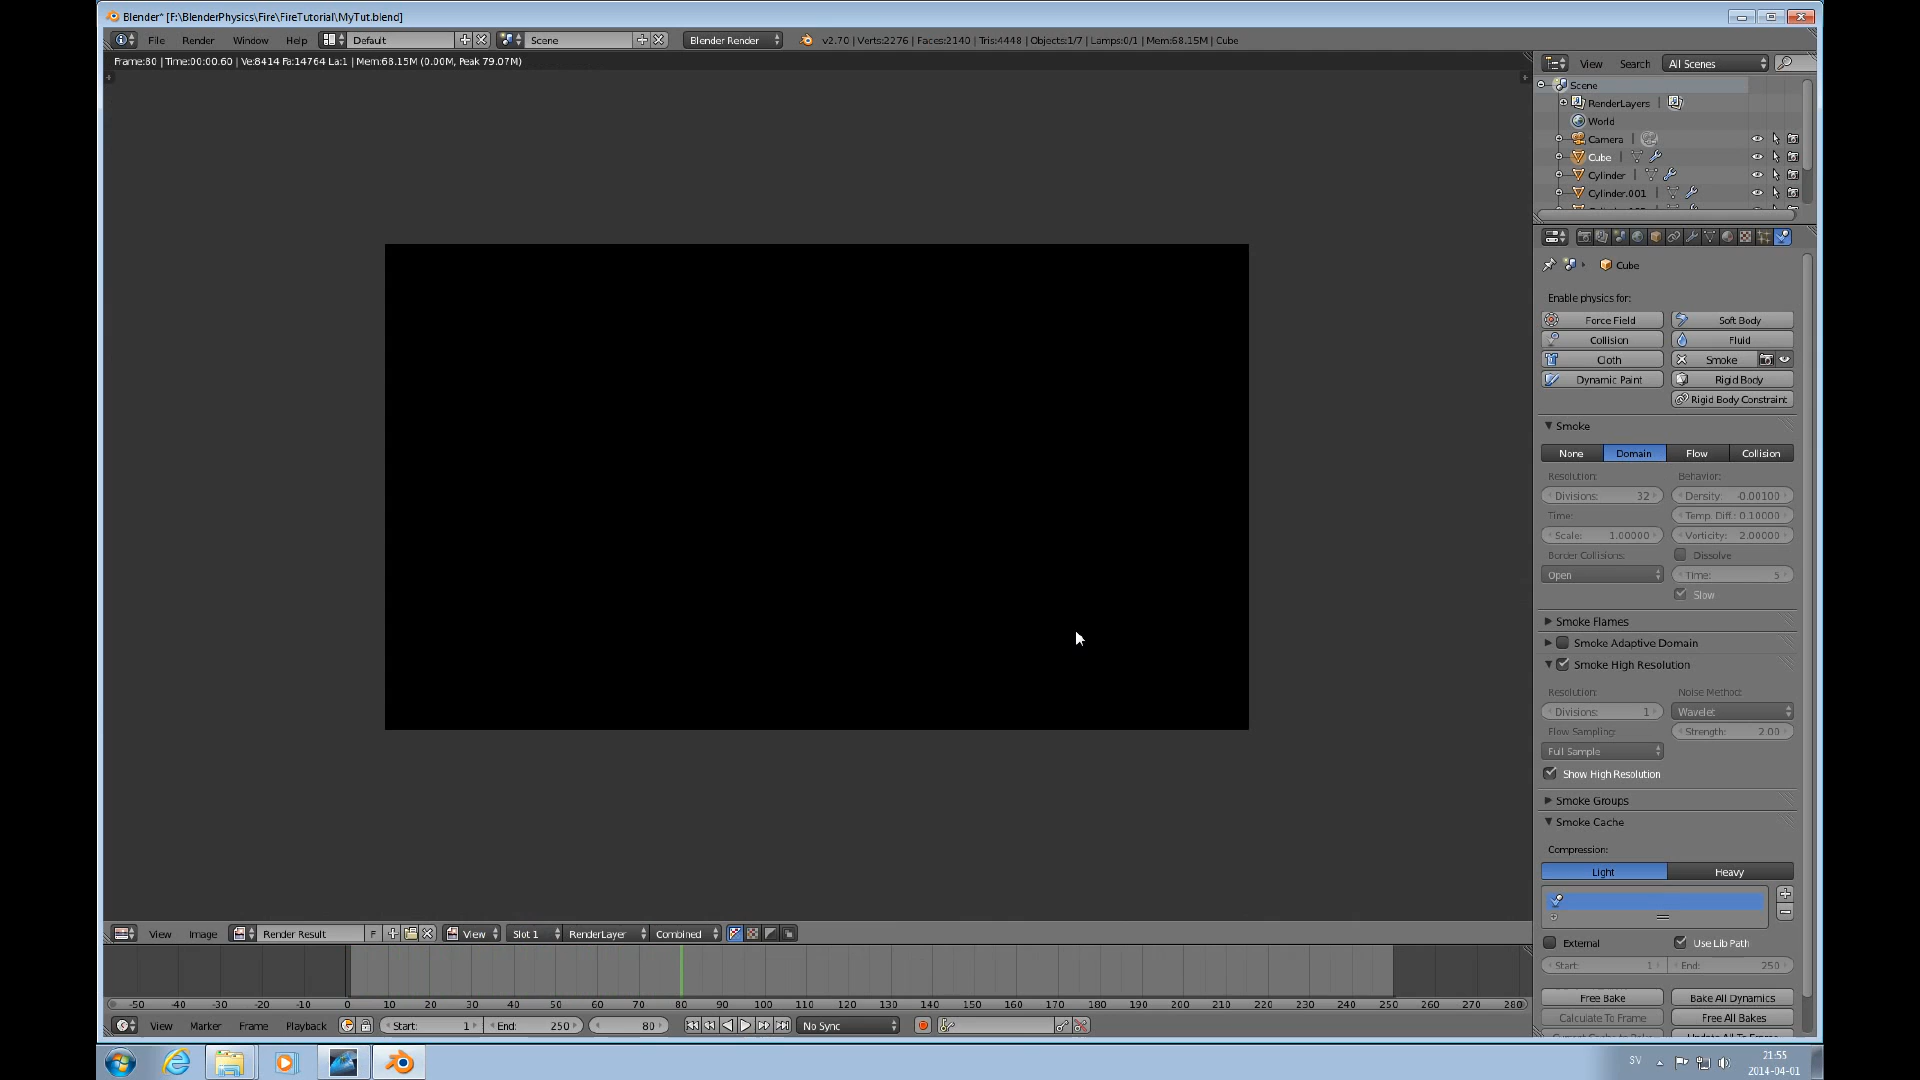 Blender* [F:\BlenderPhysics\Fire\FireTutorial\MyTut.blend]
File Render Window Help Default Scene Blender Render v2.70 | Verts:2276 | Faces:2140 | Tris:4448 | Objects:1/7 | Lamps:0/1 | Mem:68.15M | Cube
Frame:80 | Time:00:00.60 | Ve:8414 Fa:14764 La:1 | Mem:68.15M (0.00M, Peak 79.07M)
View Search All Scenes
Scene
RenderLayers
World
Camera
Cube
Cylinder
Cylinder.001
Cube
Enable physics for:
Force Field Soft Body
Collision Fluid
Cloth Smoke
Dynamic Paint Rigid Body
Rigid Body Constraint
Smoke
None Domain Flow Collision
Resolution: Behavior:
Divisions: 32 Density: -0.00100
Time: Temp. Diff.: 0.10000
Scale: 1.00000 Vorticity: 2.00000
Border Collisions: Dissolve
Open Time: 5
Slow
Smoke Flames
Smoke Adaptive Domain
Smoke High Resolution
Resolution: Noise Method:
Divisions: 1 Wavelet
Flow Sampling: Strength: 2.00
Full Sample
Show High Resolution
Smoke Groups
Smoke Cache
Compression:
Light Heavy
External Use Lib Path
Start: 1 End: 250
Free Bake Bake All Dynamics
Calculate To Frame Free All Bakes
View Image Render Result F View Slot 1 RenderLayer Combined
-50 -40 -30 -20 -10 0 10 20 30 40 50 60 70 80 90 100 110 120 130 140 150 160 170 180 190 200 210 220 230 240 250 260 270 280
View Marker Frame Playback Start: 1 End: 250 80 No Sync
SV 21:55
2014-04-01